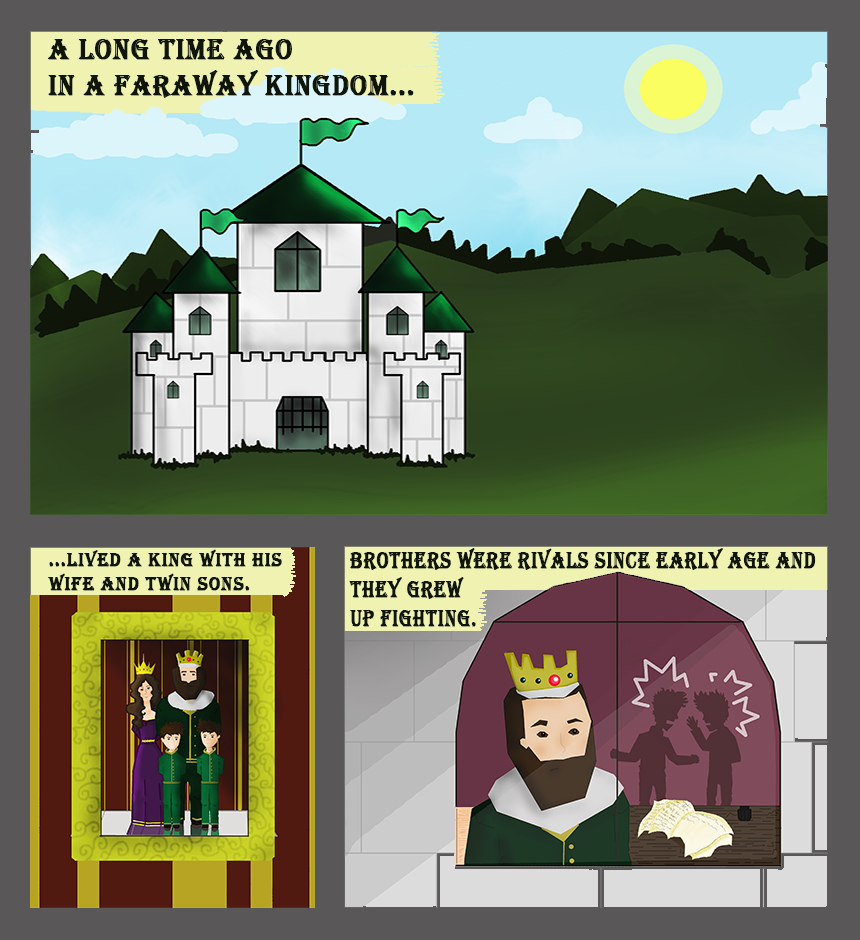 A LONG TIME AGO
IN A FARAWAY KINGDOM...
...LIVED A KING WITH HIS
WIFE AND TWIN SONS.
BROTHERS WERE RIVALS SINCE EARLY AGE AND
THEY GREW
UP FIGHTING.